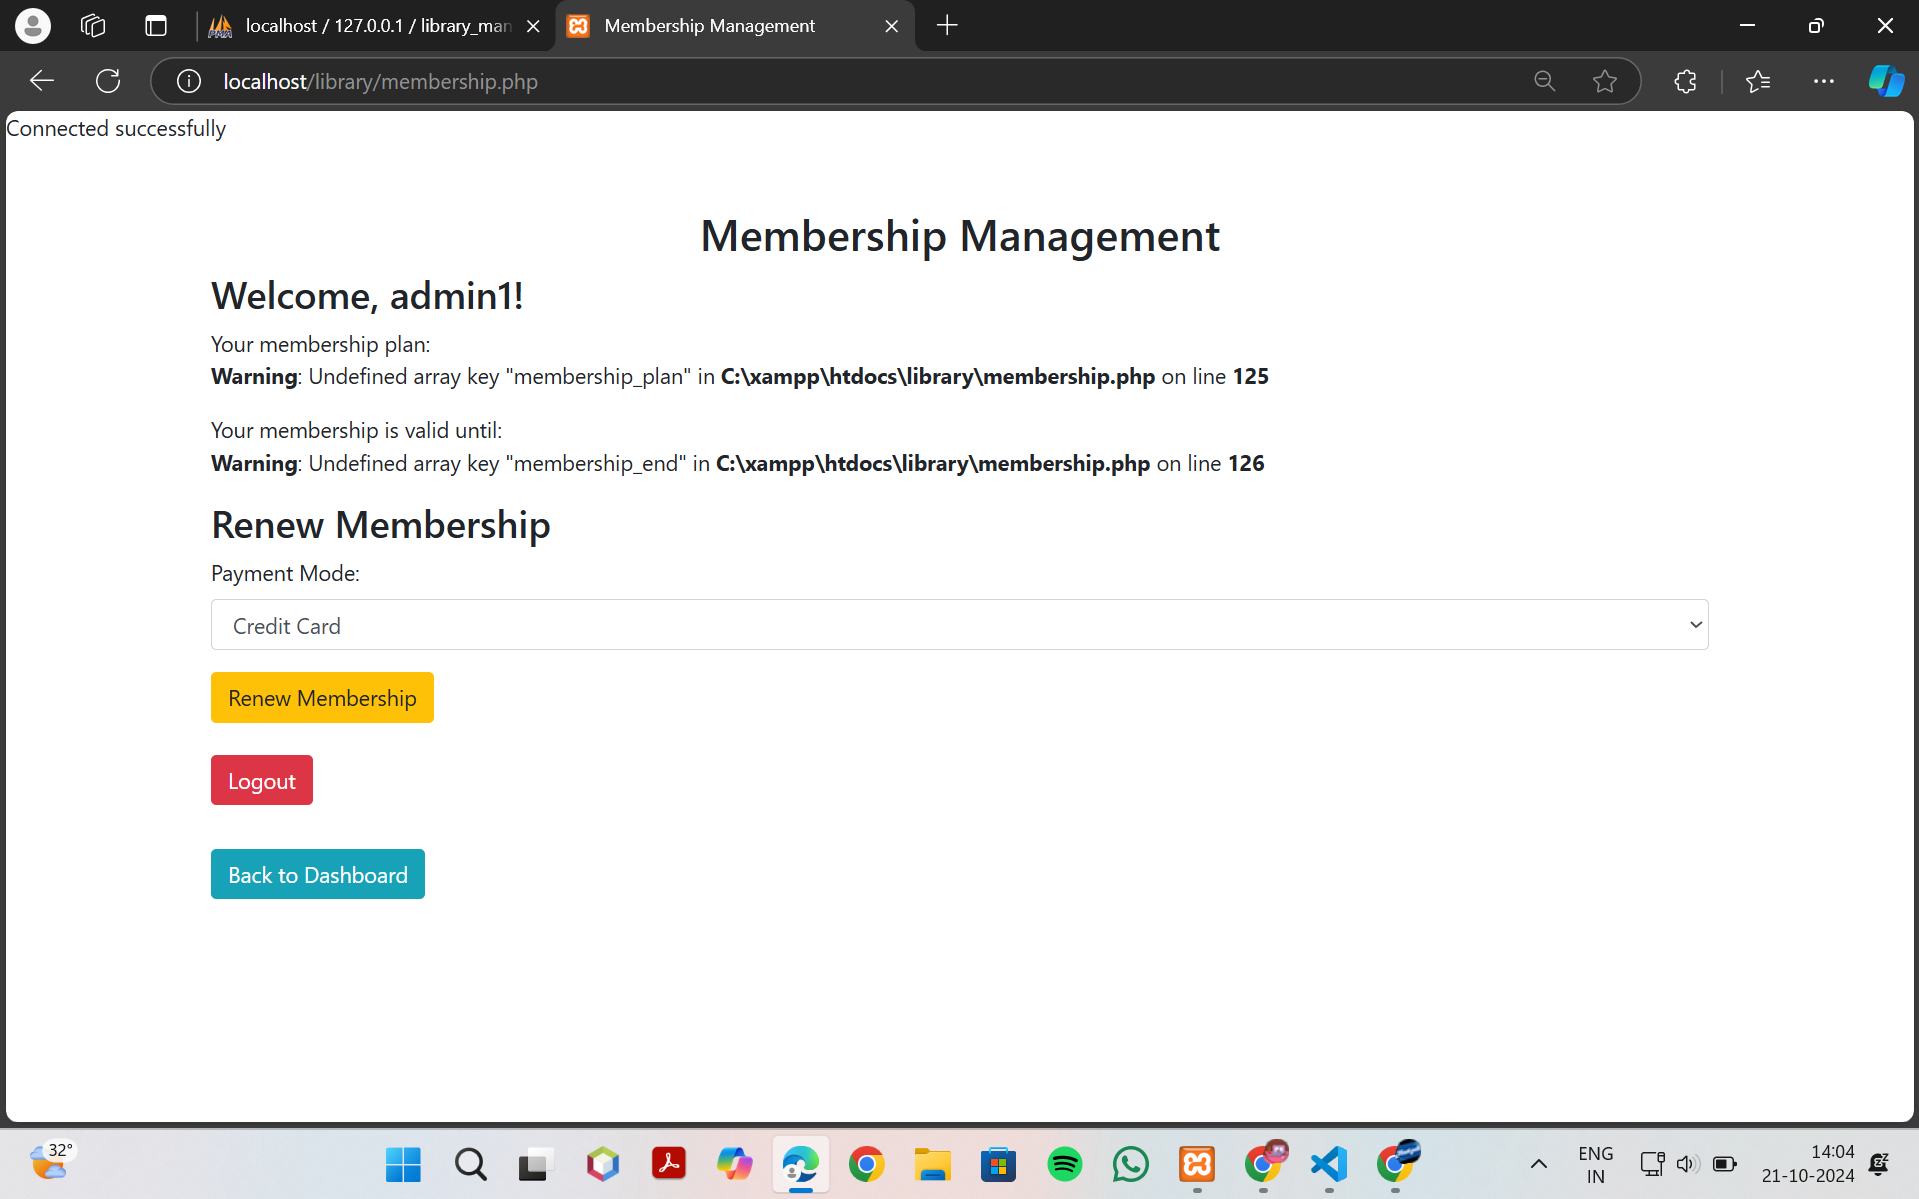 localhost / 127.0.0.1 / library_man
Membership Management
localhost/library/membership.php
Connected successfully
Membership Management
Welcome, admin1!
Your membership plan:
Warning: Undefined array key "membership_plan" in C:\xampp\htdocs\library\membership.php on line 125
Your membership is valid until:
Warning: Undefined array key "membership_end" in C:\xampp\htdocs\library\membership.php on line 126
Renew Membership
Payment Mode:
Credit Card
Renew Membership
Logout
Back to Dashboard
32°
ENG
IN
14:04
21-10-2024